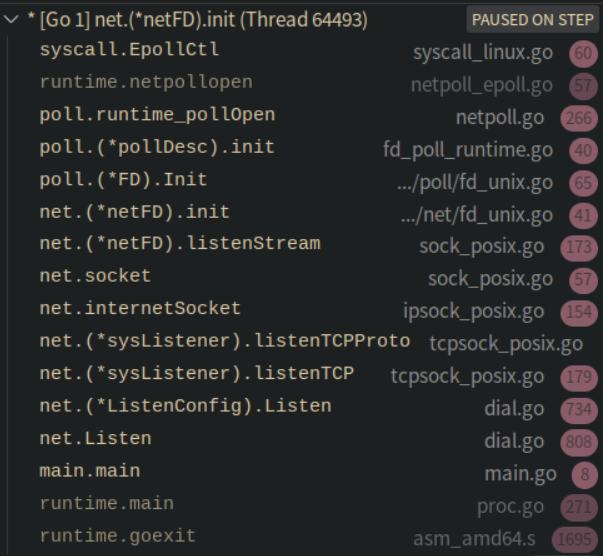 * [Go 1] net.(*netFD).init (Thread 64493) PAUSED ON STEP
syscall.EpollCtl syscall_linux.go 60
runtime.netpollopen netpoll_epoll.go 57
poll.runtime_pollOpen netpoll.go 266
poll.(*pollDesc).init fd_poll_runtime.go 40
poll.(*FD).Init .../poll/fd_unix.go 65
net.(*netFD).init .../net/fd_unix.go 41
net.(*netFD).listenStream sock_posix.go 173
net.socket sock_posix.go 57
net.internetSocket ipsock_posix.go 154
net.(*sysListener).listenTCPProto tcpsock_posix.go
net.(*sysListener).listenTCP tcpsock_posix.go 179
net.(*ListenConfig).Listen dial.go 734
net.Listen dial.go 808
main.main main.go 8
runtime.main proc.go 271
runtime.goexit asm_amd64.s 1695